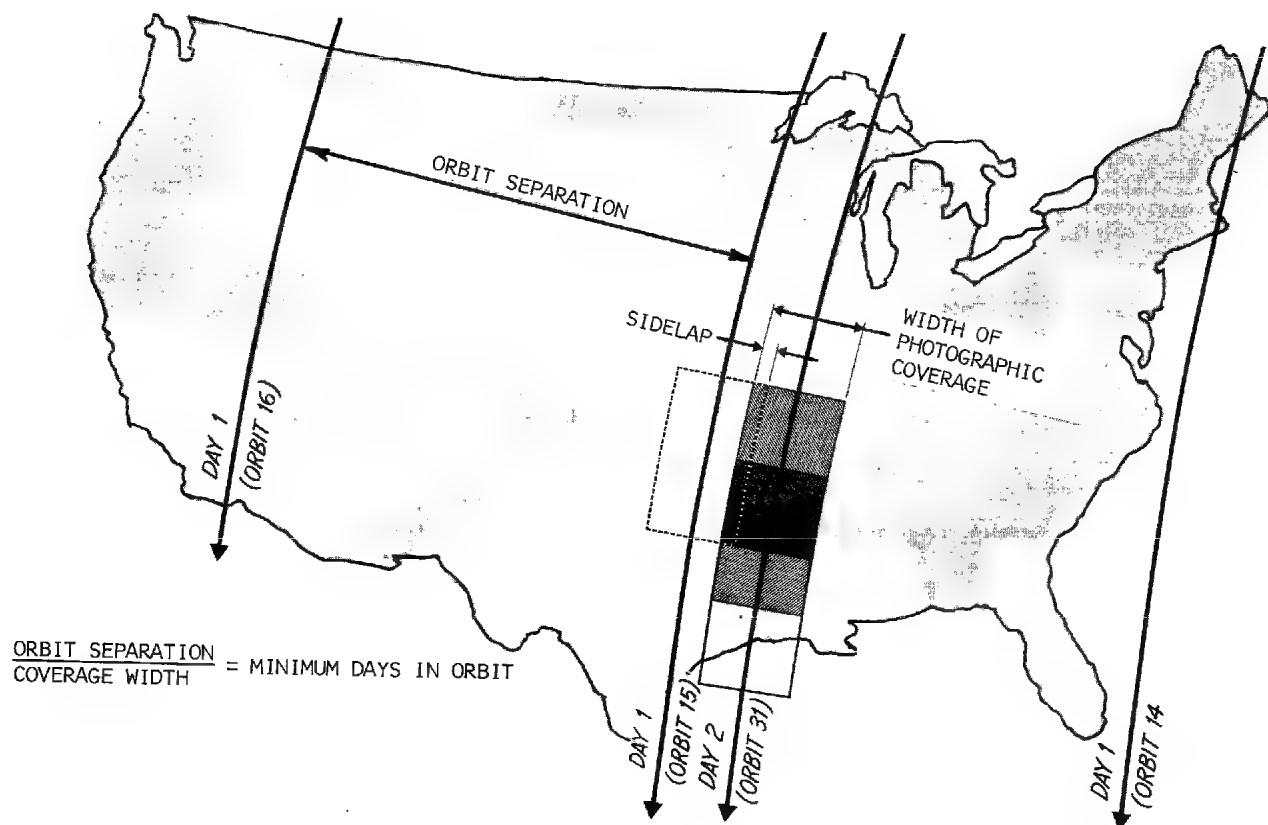 ORBIT SEPARATION
SIDELAP
WIDTH OF
PHOTOGRAPHIC
COVERAGE
DAY 1
(ORBIT 16)
ORBIT SEPARATION
COVERAGE WIDTH
= MINIMUM DAYS IN ORBIT
DAY 1
(ORBIT 15)
DAY 2
(ORBIT 31)
DAY 1
(ORBIT 14